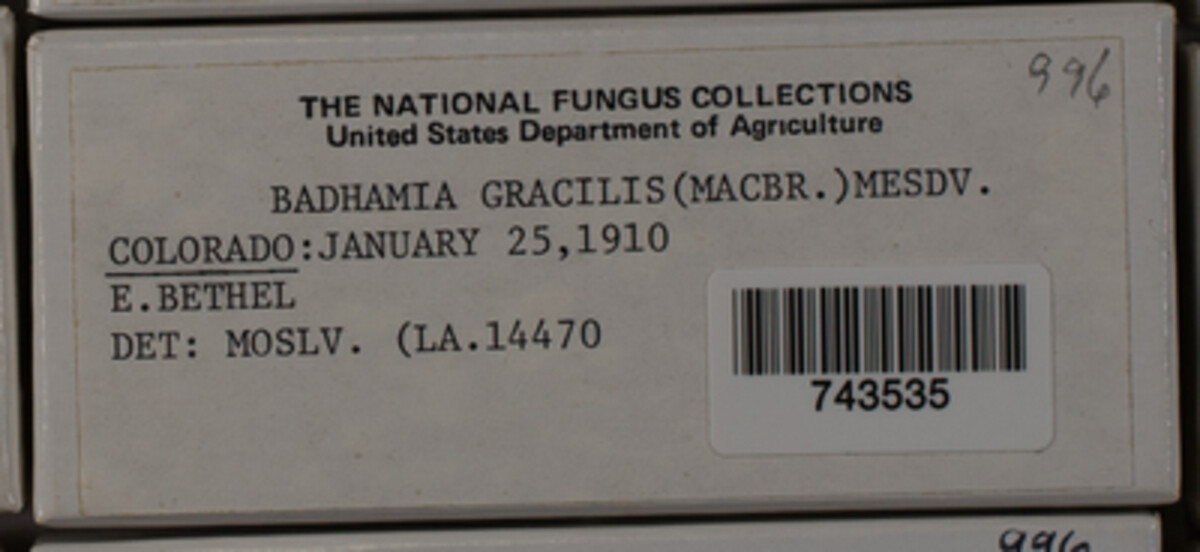 996
THE NATIONAL FUNGUS COLLECTIONS
United States Department of Agriculture
BADHAMIA GRACILIS(MACBR.)MESDV.
COLORADO:JANUARY 25,1910
E.BETHEL
DET: MOSLV. (LA.14470
743535
996